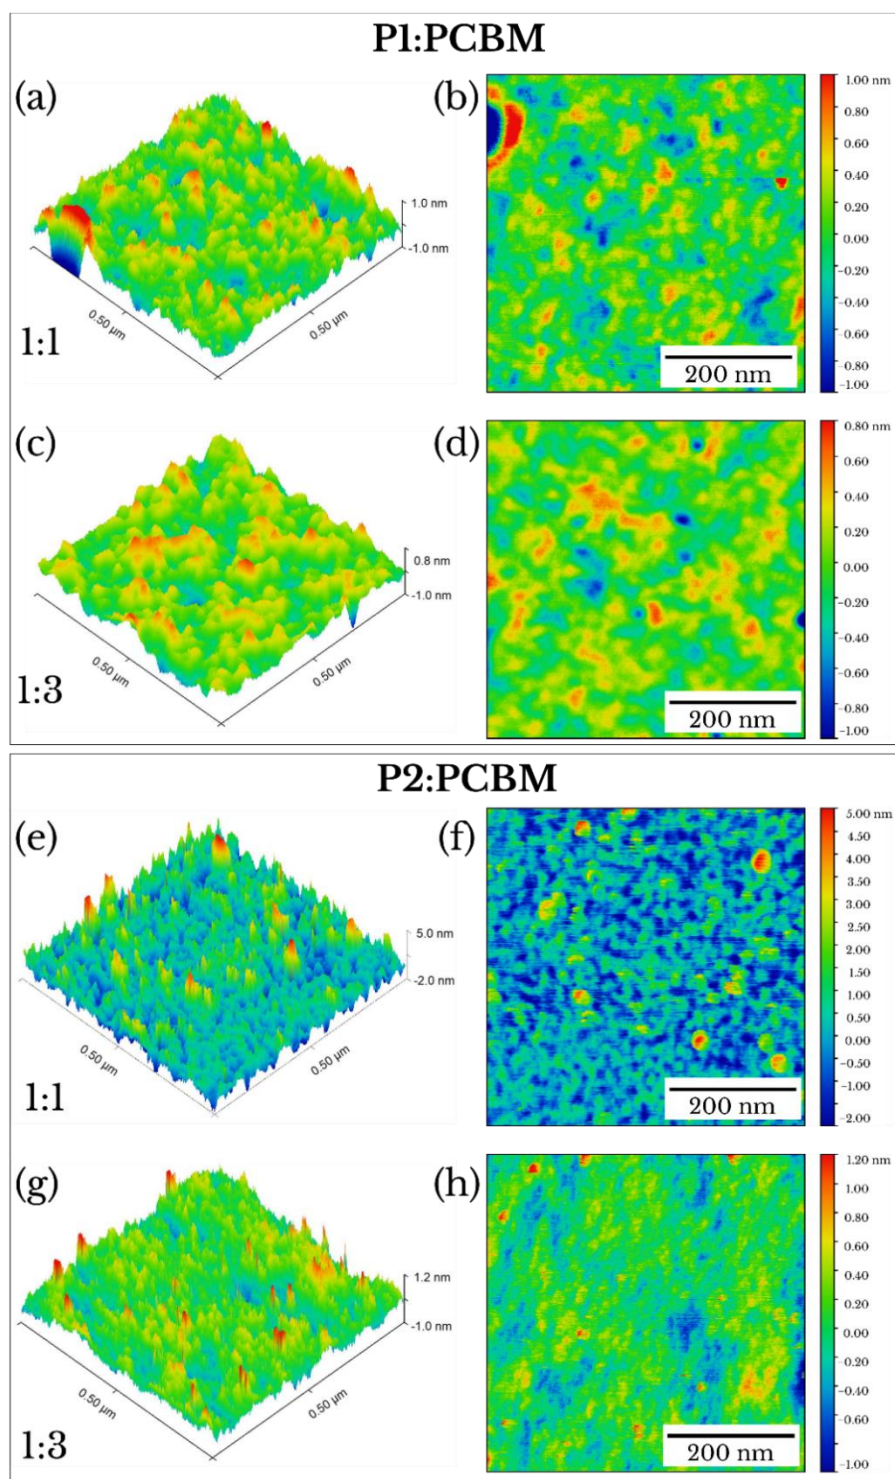 P1:PCBM
(a)
1.0 nm
-1.0 nm
0.50 µm
0.50 µm
1:1
(b)
200 nm
1.00 nm
0.80
0.60
0.40
0.20
0.00
-0.20
-0.40
-0.60
-0.80
-1.00
(c)
0.8 nm
-1.0 nm
0.50 µm
0.50 µm
1:3
(d)
200 nm
0.80 nm
0.60
0.40
0.20
0.00
-0.20
-0.40
-0.60
-0.80
-1.00
P2:PCBM
(e)
5.0 nm
-2.0 nm
0.50 µm
0.50 µm
1:1
(f)
200 nm
5.00 nm
4.50
4.00
3.50
3.00
2.50
2.00
1.50
1.00
0.50
0.00
-0.50
-1.00
-2.00
(g)
1.2 nm
-1.0 nm
0.50 µm
0.50 µm
1:3
(h)
200 nm
1.20 nm
1.00
0.80
0.60
0.40
0.20
0.00
-0.20
-0.40
-0.60
-1.00